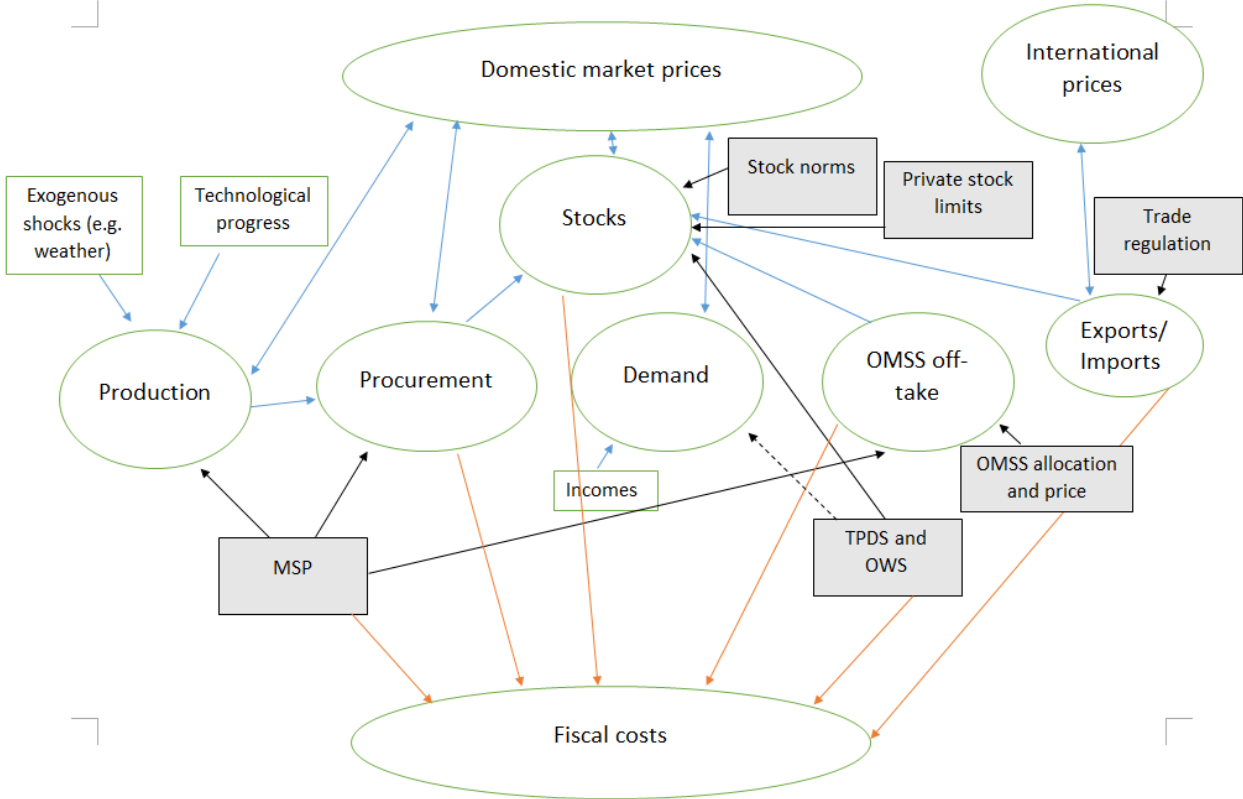 Domestic market prices
International
prices
Stock norms
Private stock
limits
Exogenous
shocks (e.g.
weather)
Technological
progress
Stocks
Trade
regulation
Production
Procurement
Demand
OMSS off-
take
Exports/
Imports
Incomes
OMSS allocation
and price
MSP
TPDS and
OWS
Fiscal costs